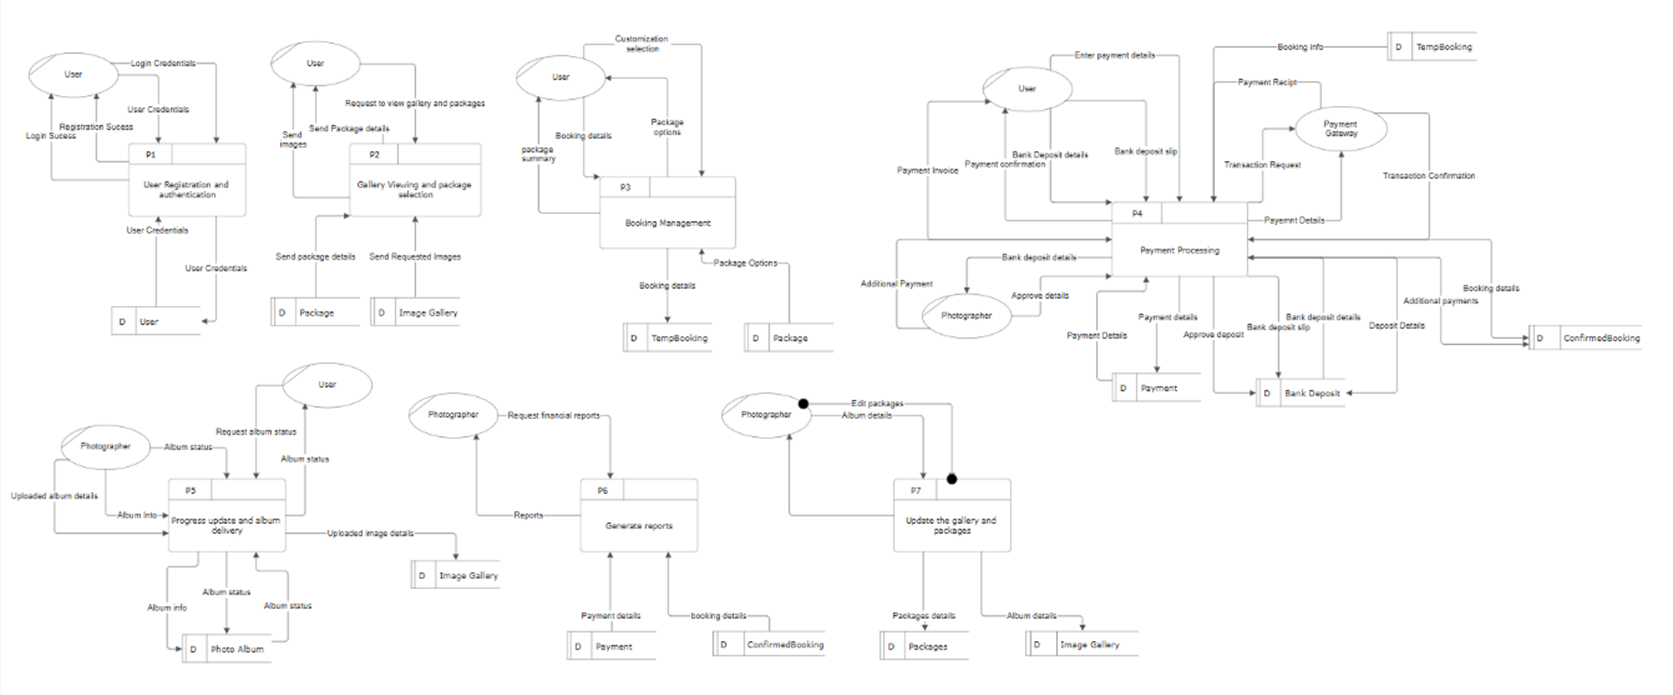 User
Login Credentials
User Credentials
Registration Sucess
Login Sucess
P1
User Registration and
authentication
User Credentials
User Credentials
D
User
User
Request to view gallery and packages
Send Package details
Send
images
P2
Gallery Viewing and package
selection
Send package details
Send Requested Images
D
Package
D
Image Gallery
Customization
selection
User
Package
options
Booking details
package
summary
P3
Booking Management
Package Options
Booking details
D
TempBooking
D
Package
Booking info
D
TempBooking
Enter payment details
User
Payment Recipt
Payment
Gateway
Bank Deposit details
Bank deposit slip
Payment confirmation
Payment Invoice
Transaction Request
Transaction Confirmation
P4
Payemnt Details
Payment Processing
Bank deposit details
Additional Payment
Approve details
Photographer
Booking details
Additional payments
Payment Details
Payment details
Approve deposit
Bank deposit slip
Bank deposit details
Deposit Details
D
ConfirmedBooking
D
Payment
D
Bank Deposit
User
Request album status
Photographer
Album status
Album status
P5
Uploaded album details
Album Info
Progress update and album
delivery
Uploaded image details
D
Image Gallery
Album info
Album status
Album status
D
Photo Album
Photographer
Request financial reports
P6
Reports
Generate reports
Payment details
booking details
D
Payment
D
ConfirmedBooking
Photographer
Edit packages
Album details
P7
Update the gallery and
packages
Packages details
Album details
D
Packages
D
Image Gallery